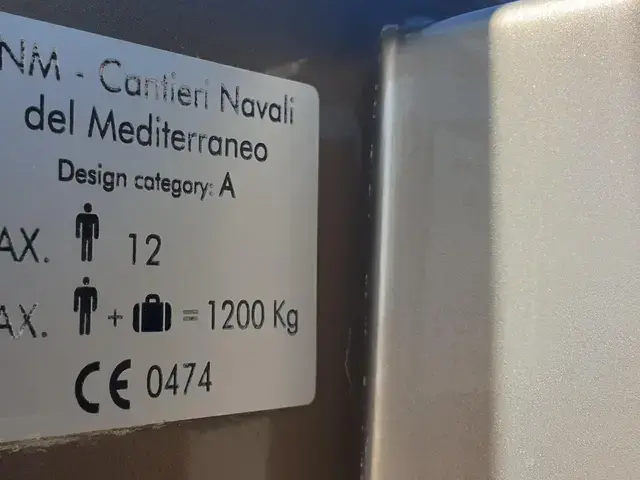 NM - Cantieri Navali
del Mediterraneo
Design category: A
AX. 12
AX. + = 1200 Kg
CE 0474